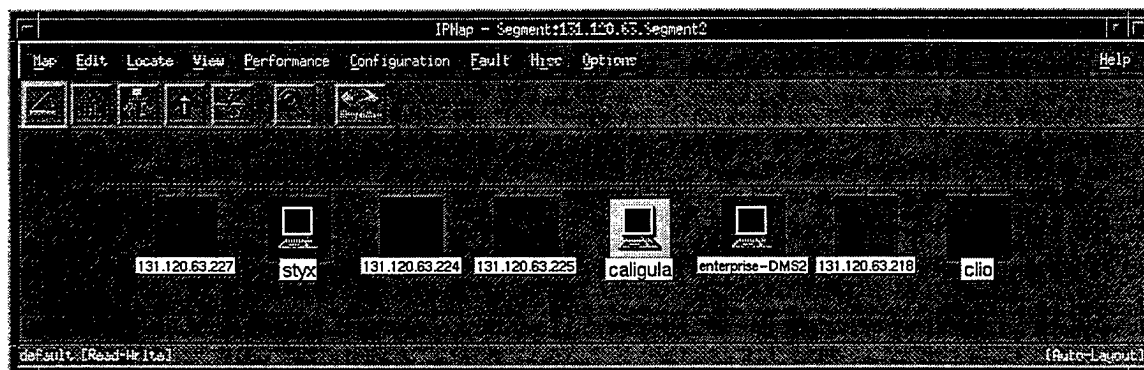 IPMap - Segment:131.120.63.Segment2
Map Edit Locate View Performance Configuration Fault Misc Options Help
131.120.63.227 styx 131.120.63.224 131.120.63.225 caligula enterprise-DMS2 131.120.63.218 clio
default [Read-Write] [Auto-Layout]